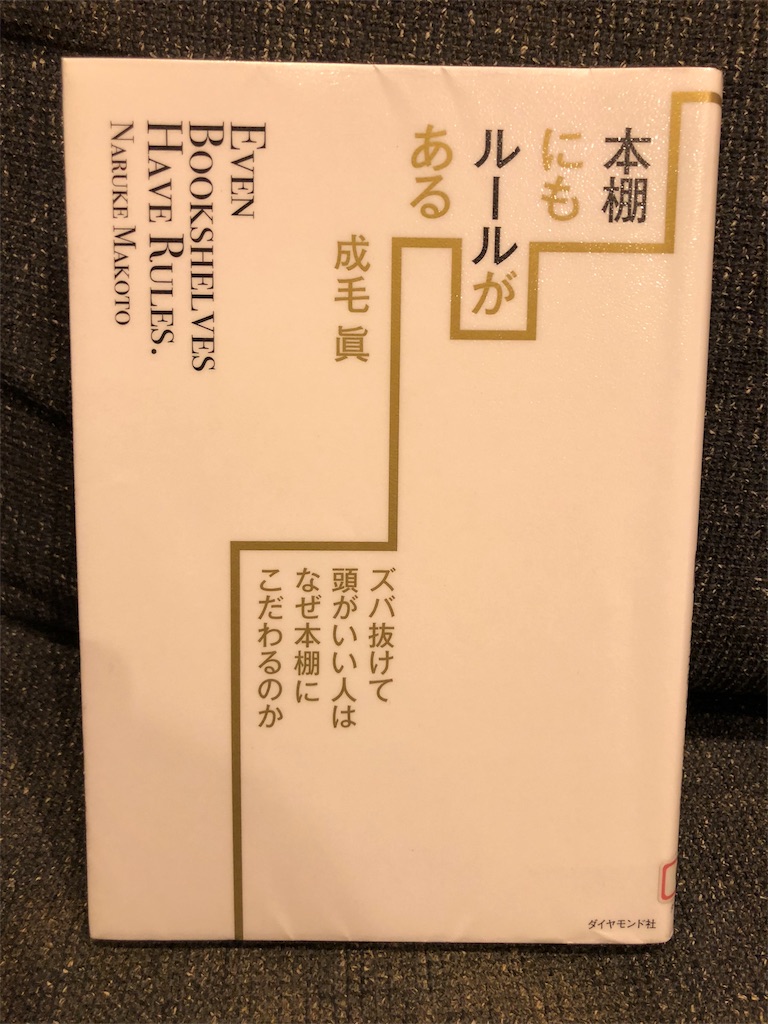 本棚
にも
ルールが
ある
成毛 眞
ズバ抜けて
頭がいい人は
なぜ本棚に
こだわるのか
EVEN
BOOKSHELVES
HAVE RULES.
NARUKE MAKOTO
ダイヤモンド社